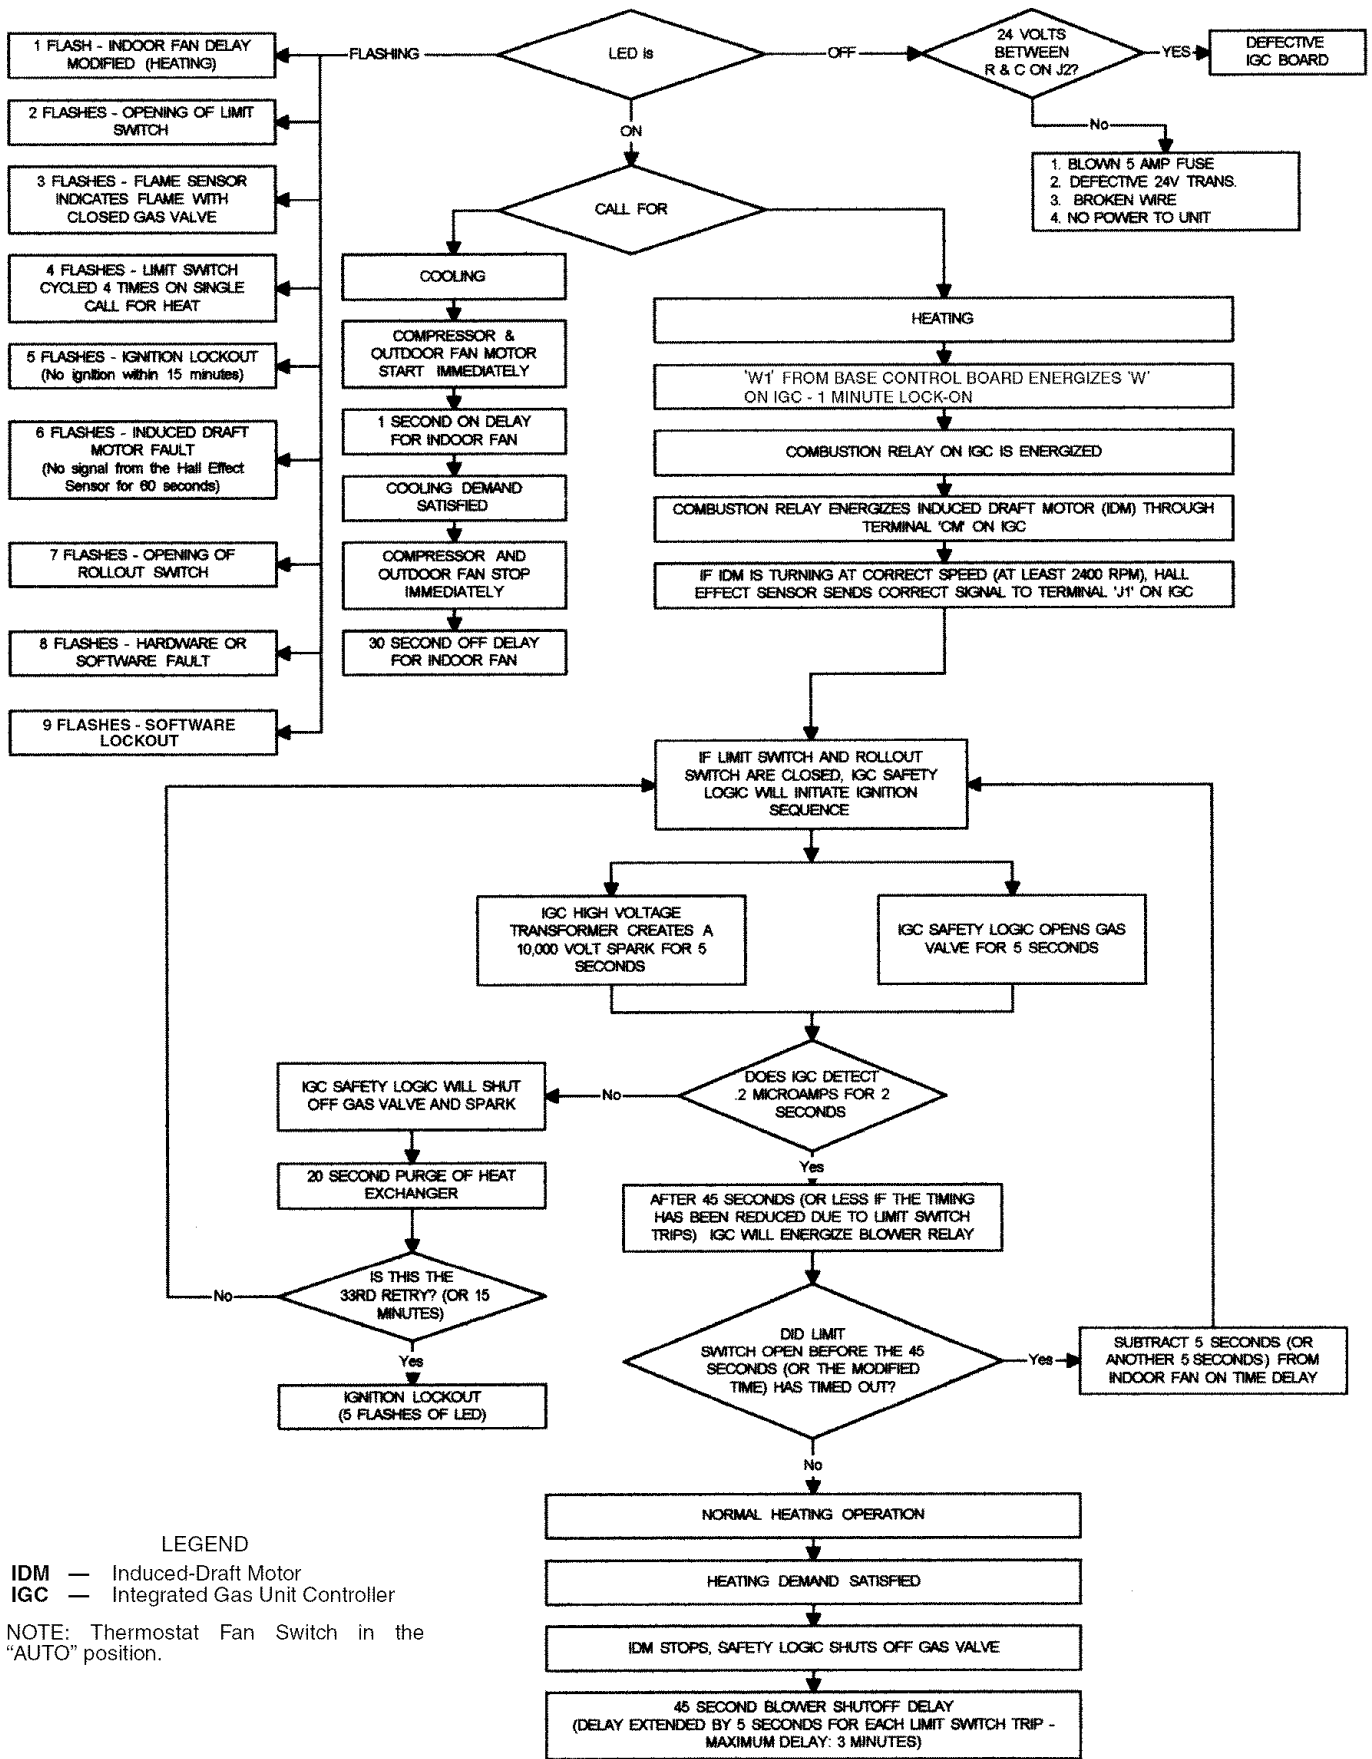 LED is
FLASHING
OFF
ON
24 VOLTS
BETWEEN
R & C ON J2?
YES
DEFECTIVE
IGC BOARD
No
1. BLOWN 5 AMP FUSE
2. DEFECTIVE 24V TRANS.
3. BROKEN WIRE
4. NO POWER TO UNIT
1 FLASH - INDOOR FAN DELAY
MODIFIED (HEATING)
2 FLASHES - OPENING OF LIMIT
SWITCH
3 FLASHES - FLAME SENSOR
INDICATES FLAME WITH
CLOSED GAS VALVE
4 FLASHES - LIMIT SWITCH
CYCLED 4 TIMES ON SINGLE
CALL FOR HEAT
5 FLASHES - IGNITION LOCKOUT
(No ignition within 15 minutes)
6 FLASHES - INDUCED DRAFT
MOTOR FAULT
(No signal from the Hall Effect
Sensor for 60 seconds)
7 FLASHES - OPENING OF
ROLLOUT SWITCH
8 FLASHES - HARDWARE OR
SOFTWARE FAULT
9 FLASHES - SOFTWARE
LOCKOUT
CALL FOR
COOLING
COMPRESSOR &
OUTDOOR FAN MOTOR
START IMMEDIATELY
1 SECOND ON DELAY
FOR INDOOR FAN
COOLING DEMAND
SATISFIED
COMPRESSOR AND
OUTDOOR FAN STOP
IMMEDIATELY
30 SECOND OFF DELAY
FOR INDOOR FAN
HEATING
'W1' FROM BASE CONTROL BOARD ENERGIZES 'W'
ON IGC - 1 MINUTE LOCK-ON
COMBUSTION RELAY ON IGC IS ENERGIZED
COMBUSTION RELAY ENERGIZES INDUCED DRAFT MOTOR (IDM) THROUGH
TERMINAL 'CM' ON IGC
IF IDM IS TURNING AT CORRECT SPEED (AT LEAST 2400 RPM), HALL
EFFECT SENSOR SENDS CORRECT SIGNAL TO TERMINAL 'J1' ON IGC
IF LIMIT SWITCH AND ROLLOUT
SWITCH ARE CLOSED, IGC SAFETY
LOGIC WILL INITIATE IGNITION
SEQUENCE
IGC HIGH VOLTAGE
TRANSFORMER CREATES A
10,000 VOLT SPARK FOR 5
SECONDS
IGC SAFETY LOGIC OPENS GAS
VALVE FOR 5 SECONDS
DOES IGC DETECT
.2 MICROAMPS FOR 2
SECONDS
No
IGC SAFETY LOGIC WILL SHUT
OFF GAS VALVE AND SPARK
20 SECOND PURGE OF HEAT
EXCHANGER
IS THIS THE
33RD RETRY? (OR 15
MINUTES)
No
Yes
IGNITION LOCKOUT
(5 FLASHES OF LED)
Yes
AFTER 45 SECONDS (OR LESS IF THE TIMING
HAS BEEN REDUCED DUE TO LIMIT SWITCH
TRIPS) IGC WILL ENERGIZE BLOWER RELAY
DID LIMIT
SWITCH OPEN BEFORE THE 45
SECONDS (OR THE MODIFIED
TIME) HAS TIMED OUT?
Yes
SUBTRACT 5 SECONDS (OR
ANOTHER 5 SECONDS) FROM
INDOOR FAN ON TIME DELAY
No
NORMAL HEATING OPERATION
HEATING DEMAND SATISFIED
IDM STOPS, SAFETY LOGIC SHUTS OFF GAS VALVE
45 SECOND BLOWER SHUTOFF DELAY
(DELAY EXTENDED BY 5 SECONDS FOR EACH LIMIT SWITCH TRIP -
MAXIMUM DELAY: 3 MINUTES)
LEGEND
IDM — Induced-Draft Motor
IGC — Integrated Gas Unit Controller
NOTE: Thermostat Fan Switch in the
“AUTO” position.